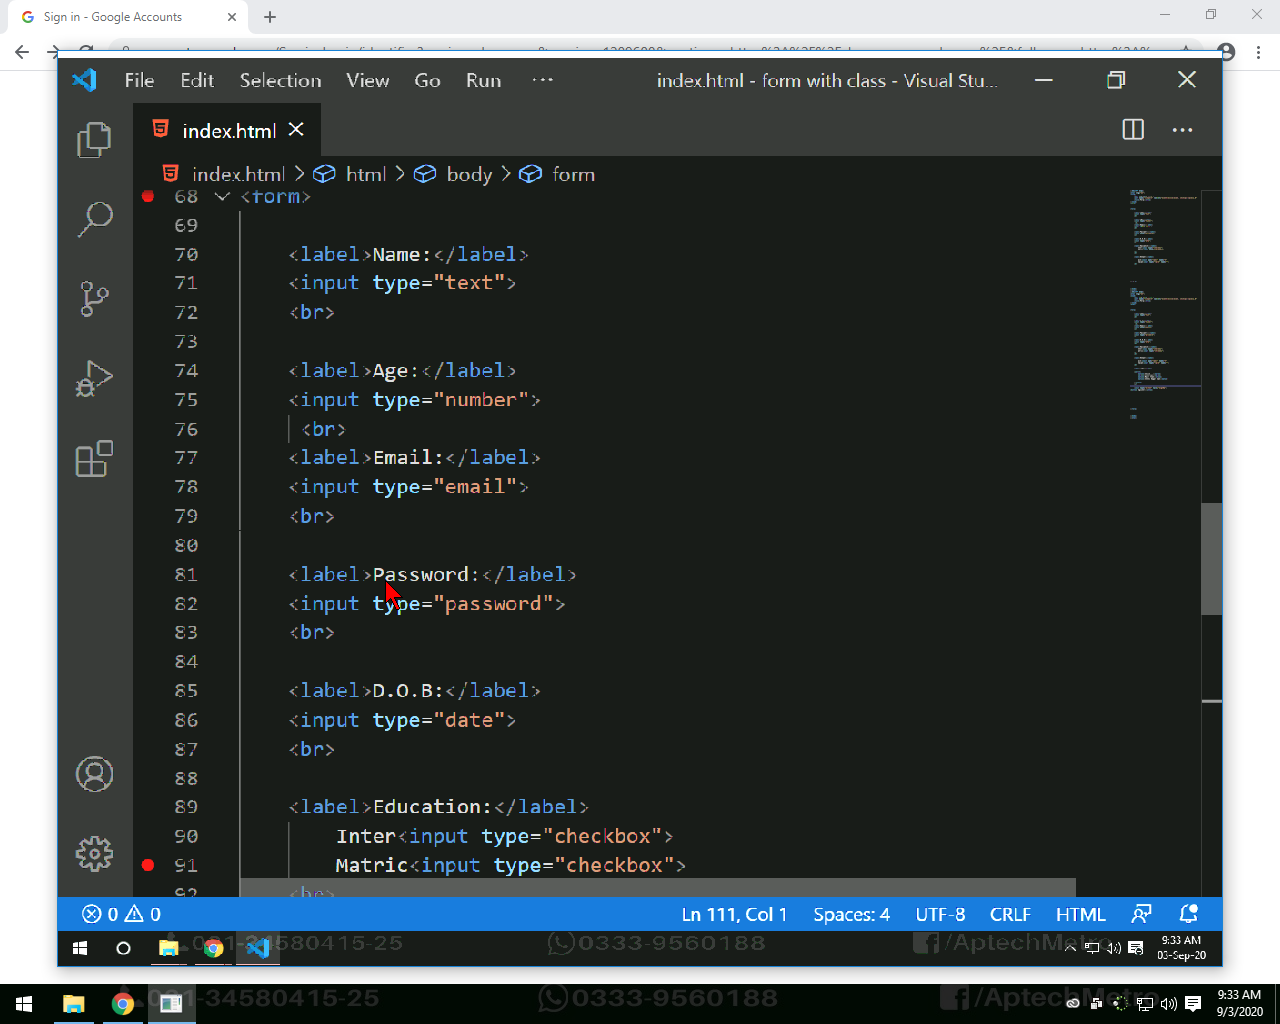 Sign in - Google Accounts
File Edit Selection View Go Run ··· index.html - form with class - Visual Stu...
index.html
index.html > html > body > form
68 <form>
69
70 <label>Name:</label>
71 <input type="text">
72 <br>
73
74 <label>Age:</label>
75 <input type="number">
76 <br>
77 <label>Email:</label>
78 <input type="email">
79 <br>
80
81 <label>Password:</label>
82 <input type="password">
83 <br>
84
85 <label>D.O.B:</label>
86 <input type="date">
87 <br>
88
89 <label>Education:</label>
90 Inter<input type="checkbox">
91 Matric<input type="checkbox">
92 <br>
0 0 Ln 111, Col 1 Spaces: 4 UTF-8 CRLF HTML
34580415-25 0333-9560188 /AptechMetro 9:33 AM
03-Sep-20
-34580415-25 0333-9560188 /AptechMetro 9:33 AM
9/3/2020